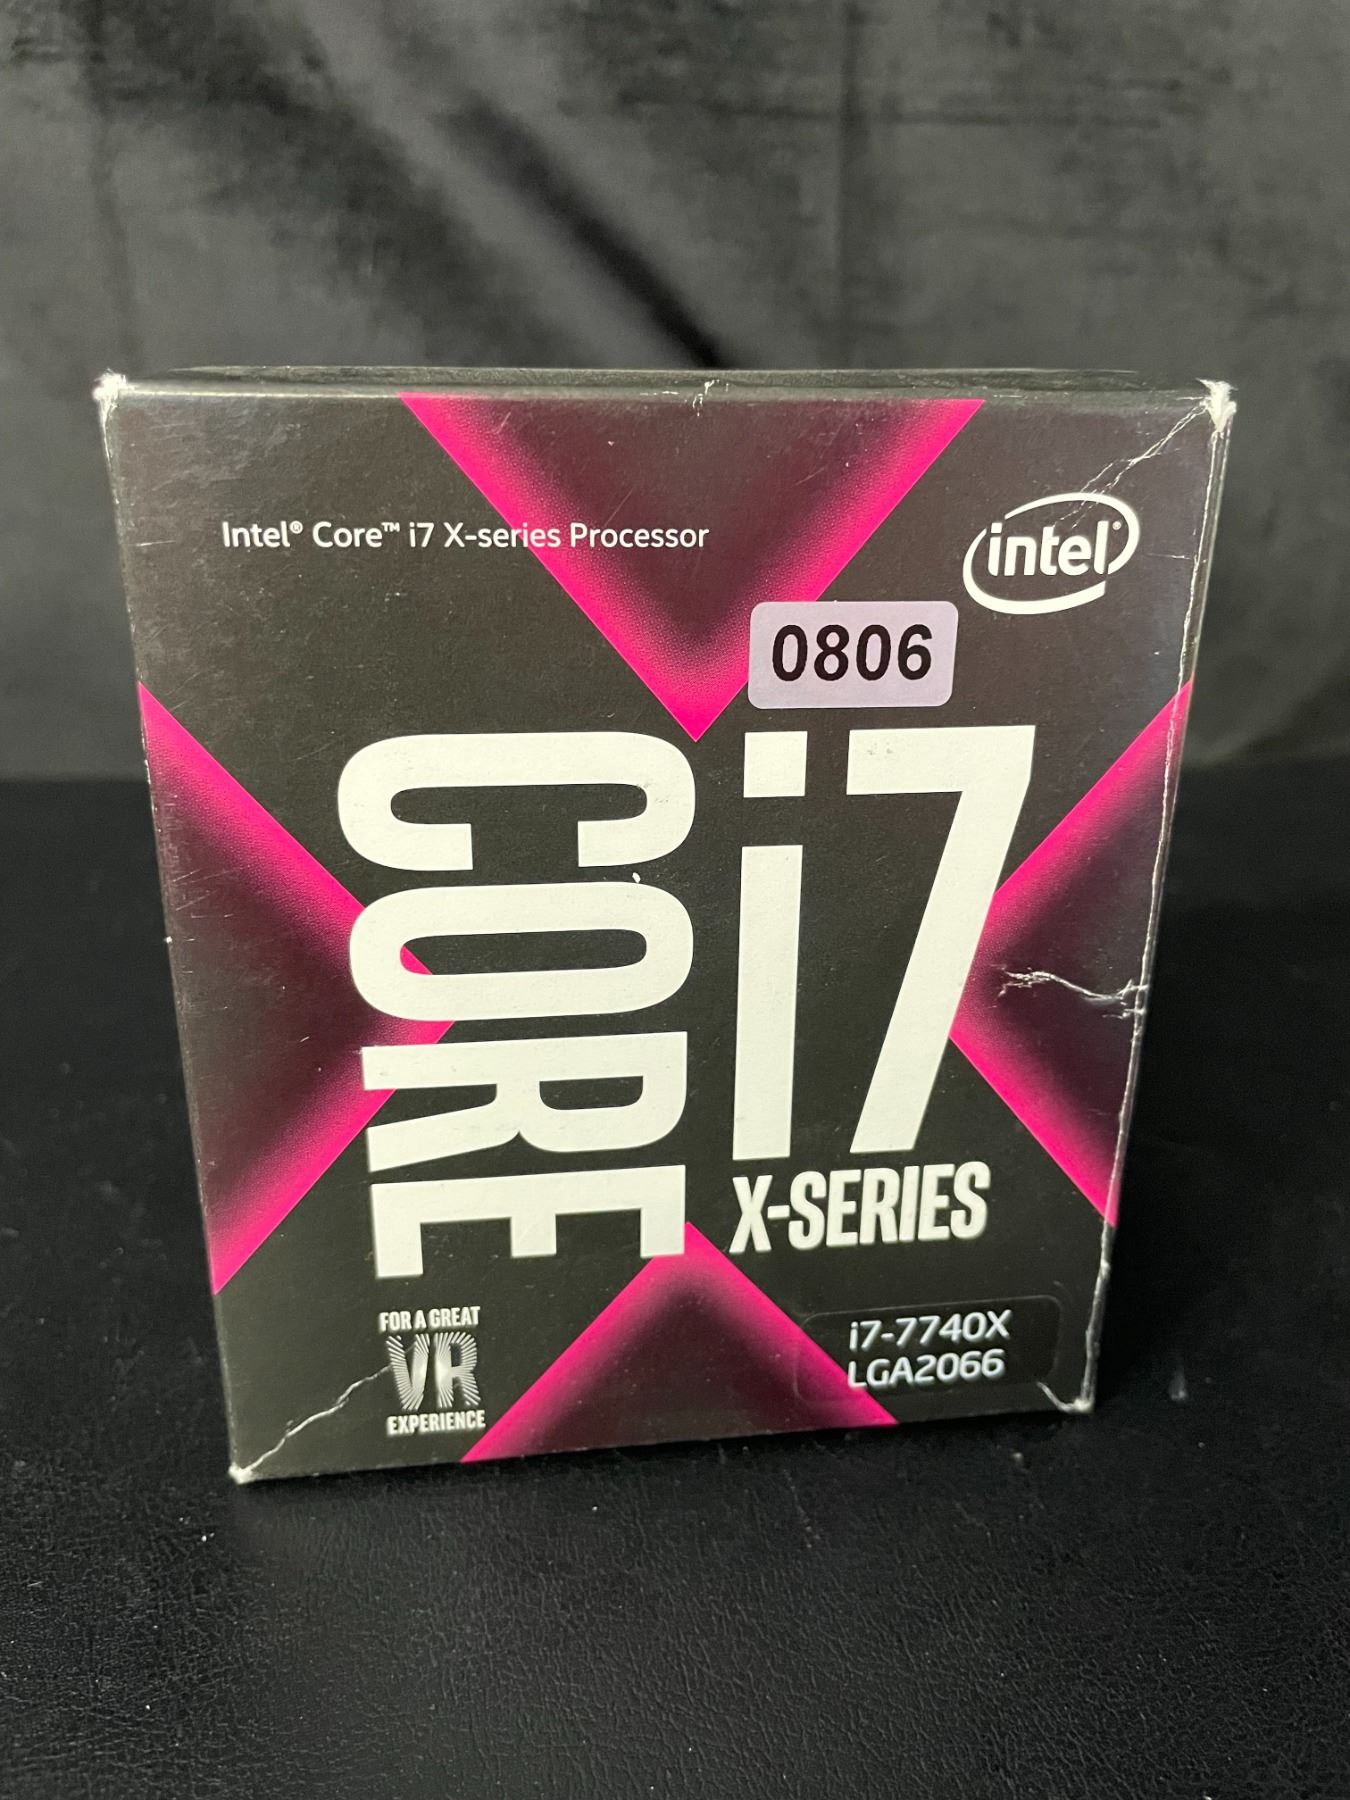 Intel® Core™ i7 X-series Processor
intel®
0806
CORE i7
X-SERIES
FOR A GREAT
VR
EXPERIENCE
i7-7740X
LGA2066